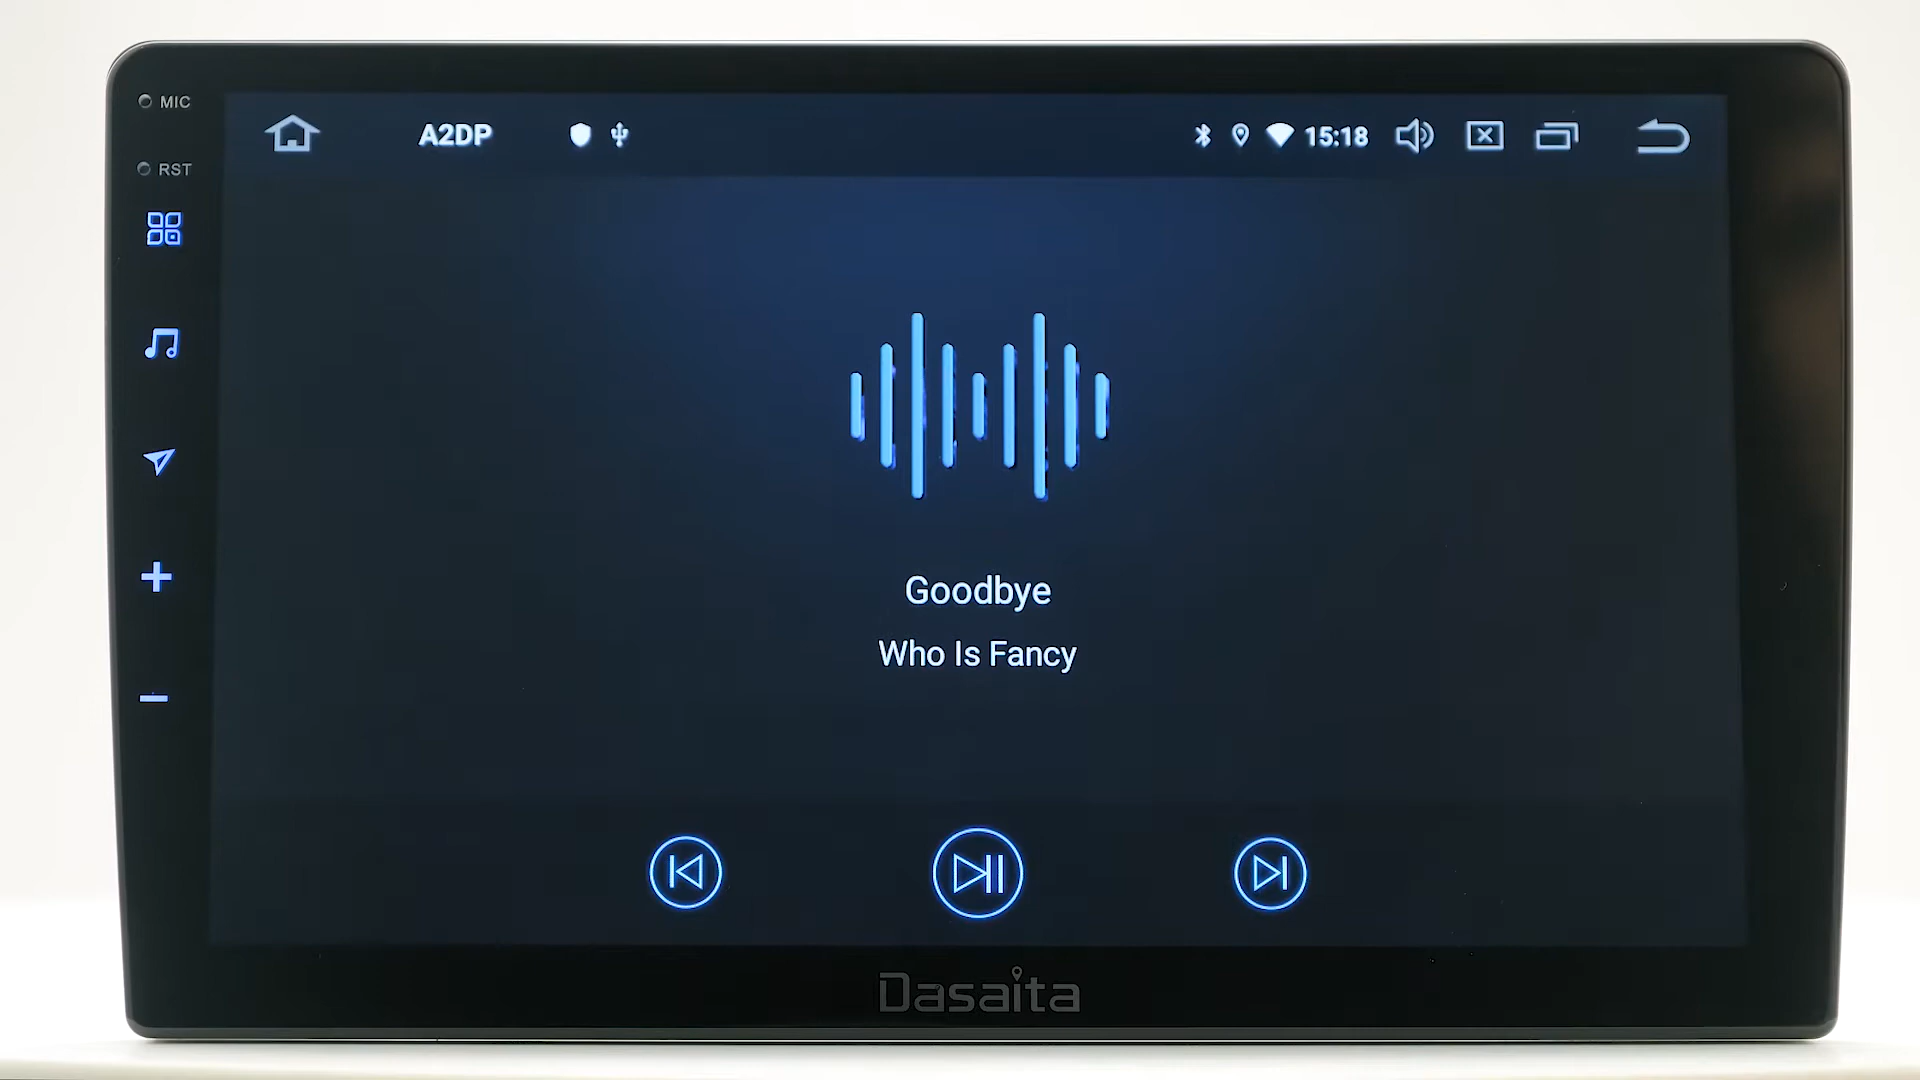 MIC
RST
A2DP
15:18
Goodbye
Who Is Fancy
Dasaita